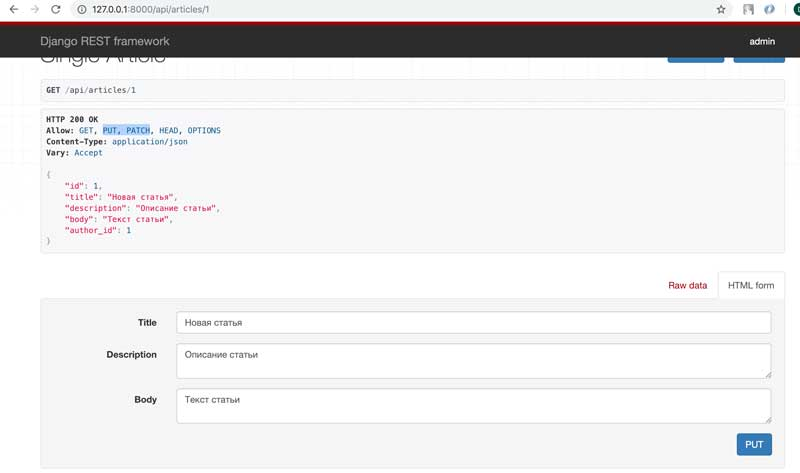 127.0.0.1:8000/api/articles/1
Django REST framework
admin
Single Article
GET /api/articles/1
HTTP 200 OK
Allow: GET, PUT, PATCH, HEAD, OPTIONS
Content-Type: application/json
Vary: Accept
{
"id": 1,
"title": "Новая статья",
"description": "Описание статьи",
"body": "Текст статьи",
"author_id": 1
}
Raw data
HTML form
Title
Новая статья
Description
Описание статьи
Body
Текст статьи
PUT